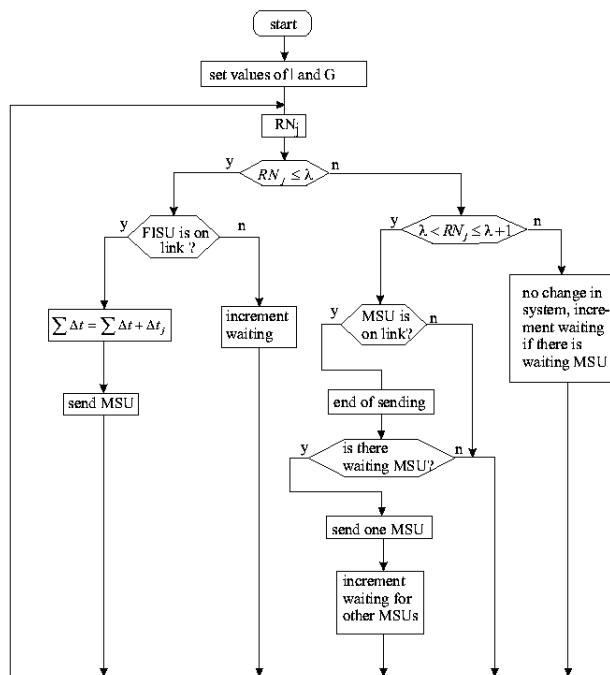 start
set values of l and G
RNj
y
RNj ≤ λ
n
y
FISU is on
link ?
n
y
λ < RNj ≤ λ+1
n
∑ Δt = ∑ Δt + Δtj
increment
waiting
y
MSU is
on link?
n
no change in
system, incre-
ment waiting
if there is
waiting MSU
send MSU
end of sending
y
is there
waiting MSU?
n
send one MSU
increment
waiting for
other MSUs